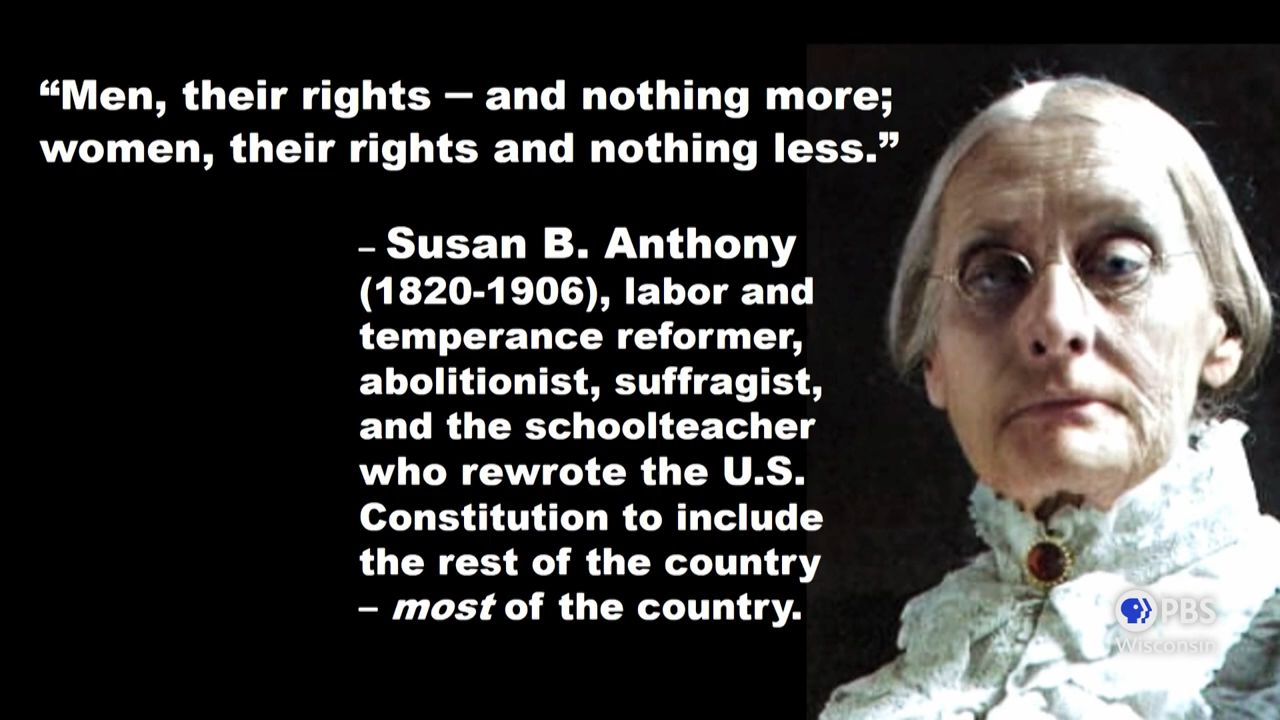 “Men, their rights – and nothing more;
women, their rights and nothing less.”
– Susan B. Anthony
(1820-1906), labor and
temperance reformer,
abolitionist, suffragist,
and the schoolteacher
who rewrote the U.S.
Constitution to include
the rest of the country
– most of the country.
PBS
Wisconsin